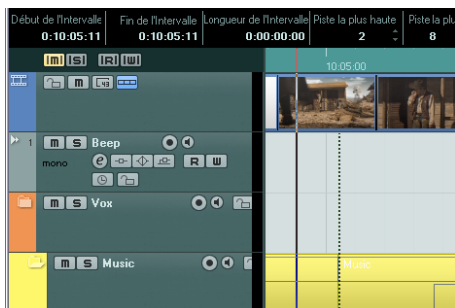 Début de l'Intervalle Fin de l'Intervalle Longueur de l'Intervalle Piste la plus haute Piste la plu
0:10:05:11 0:10:05:11 0:00:00:00 2 8
m S R W
10:05:00
m
1 m S Beep
mono e R W
m S Vox
m S Music Music